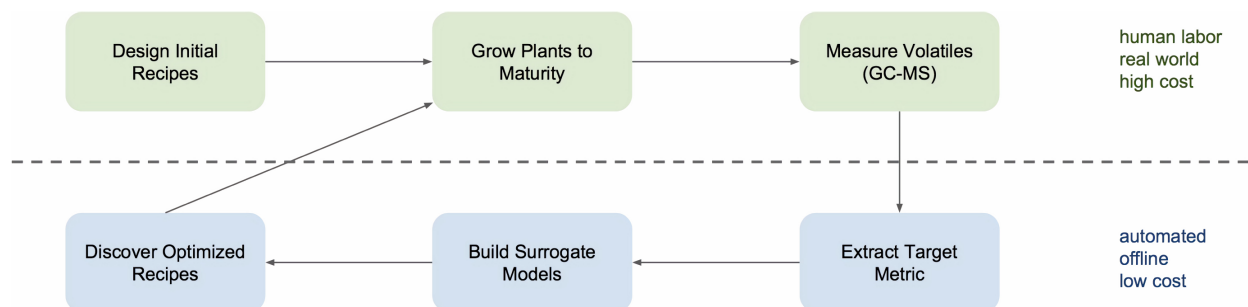 Design Initial
Recipes
Grow Plants to
Maturity
Measure Volatiles
(GC-MS)
human labor
real world
high cost
Discover Optimized
Recipes
Build Surrogate
Models
Extract Target
Metric
automated
offline
low cost